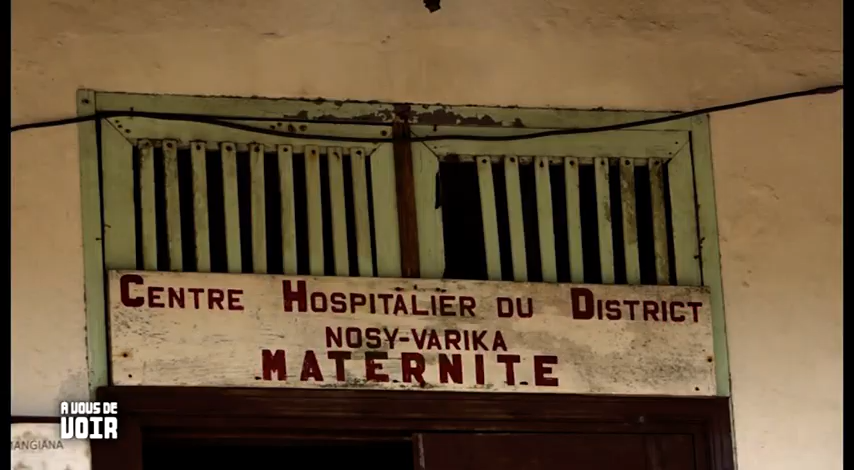 CENTRE HOSPITALIER DU DISTRICT
NOSY-VARIKA
MATERNITE
A VOUS DE
VOIR